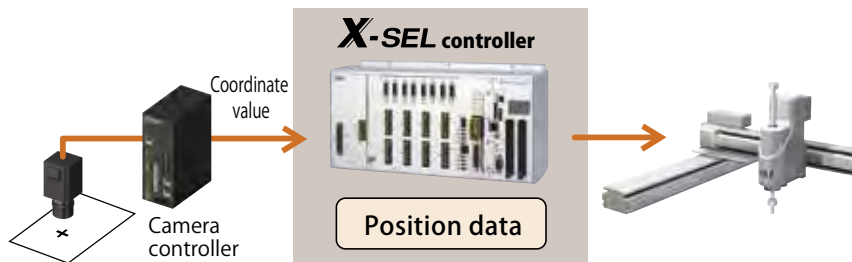 X-SEL controller
Coordinate
value
Camera
controller
Position data